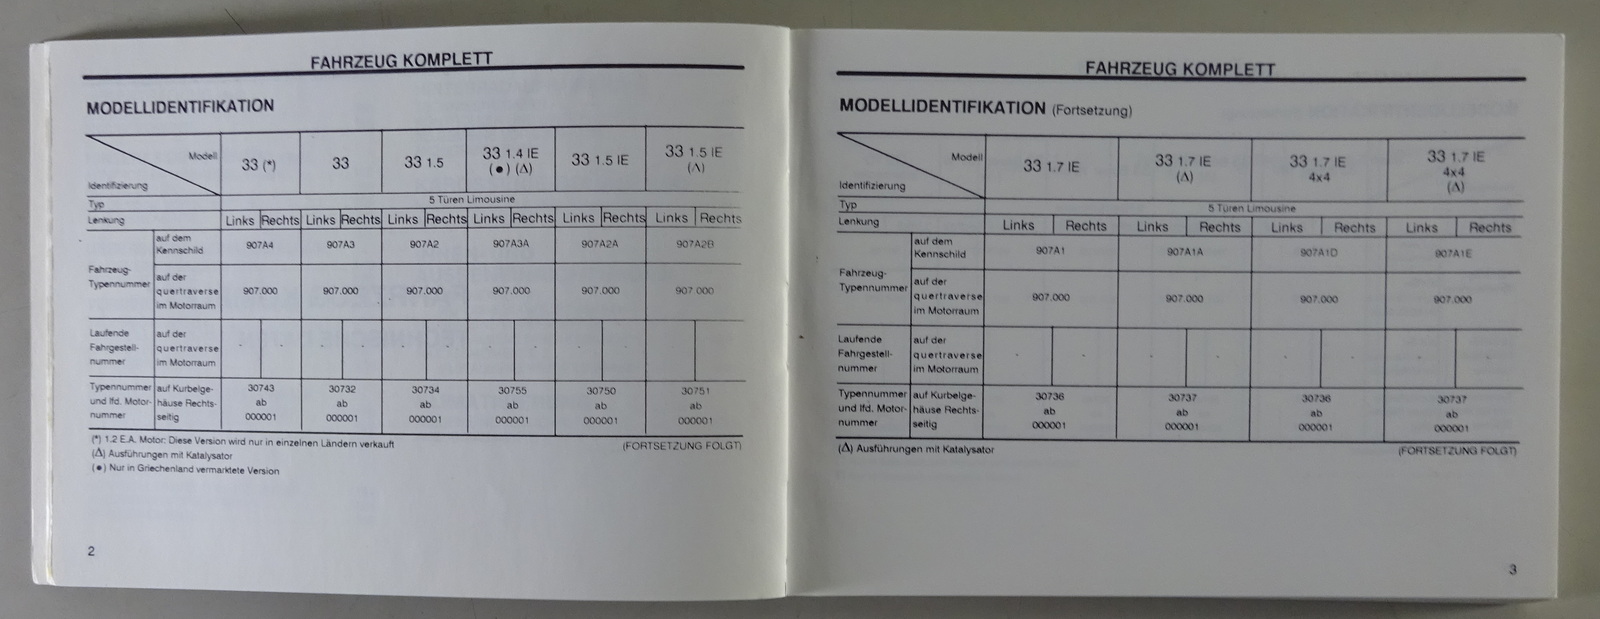 FAHRZEUG KOMPLETT
MODELLIDENTIFIKATION
Modell
Identifizierung
33 (*) 33 33 1.5 33 1.4 IE (●) (Δ) 33 1.5 IE 33 1.5 IE (Δ)
Typ 5 Türen Limousine
Lenkung Links Rechts Links Rechts Links Rechts Links Rechts Links Rechts Links Rechts
Fahrzeug-Typennummer
auf dem Kennschild 907A4 907A3 907A2 907A3A 907A2A 907A2B
auf der quertraverse im Motorraum 907.000 907.000 907.000 907.000 907.000 907.000
Laufende Fahrgestell-nummer auf der quertraverse im Motorraum - - - - - - - - - - - -
Typennummer und lfd. Motor-nummer auf Kurbelge-häuse Rechts-seitig
30743 ab 000001 30732 ab 000001 30734 ab 000001 30755 ab 000001 30750 ab 000001 30751 ab 000001
(*) 1.2 E.A. Motor: Diese Version wird nur in einzelnen Ländern verkauft
(Δ) Ausführungen mit Katalysator
(●) Nur in Griechenland vermarktete Version
(FORTSETZUNG FOLGT)
2
FAHRZEUG KOMPLETT
MODELLIDENTIFIKATION (Fortsetzung)
Modell
Identifizierung
33 1.7 IE 33 1.7 IE (Δ) 33 1.7 IE 4x4 33 1.7 IE 4x4 (Δ)
Typ 5 Türen Limousine
Lenkung Links Rechts Links Rechts Links Rechts Links Rechts
Fahrzeug-Typennummer
auf dem Kennschild 907A1 907A1A 907A1D 907A1E
auf der quertraverse im Motorraum 907.000 907.000 907.000 907.000
Laufende Fahrgestell-nummer auf der quertraverse im Motorraum - - - - - - - -
Typennummer und lfd. Motor-nummer auf Kurbelge-häuse Rechts-seitig
30736 ab 000001 30737 ab 000001 30736 ab 000001 30737 ab 000001
(Δ) Ausführungen mit Katalysator
(FORTSETZUNG FOLGT)
3